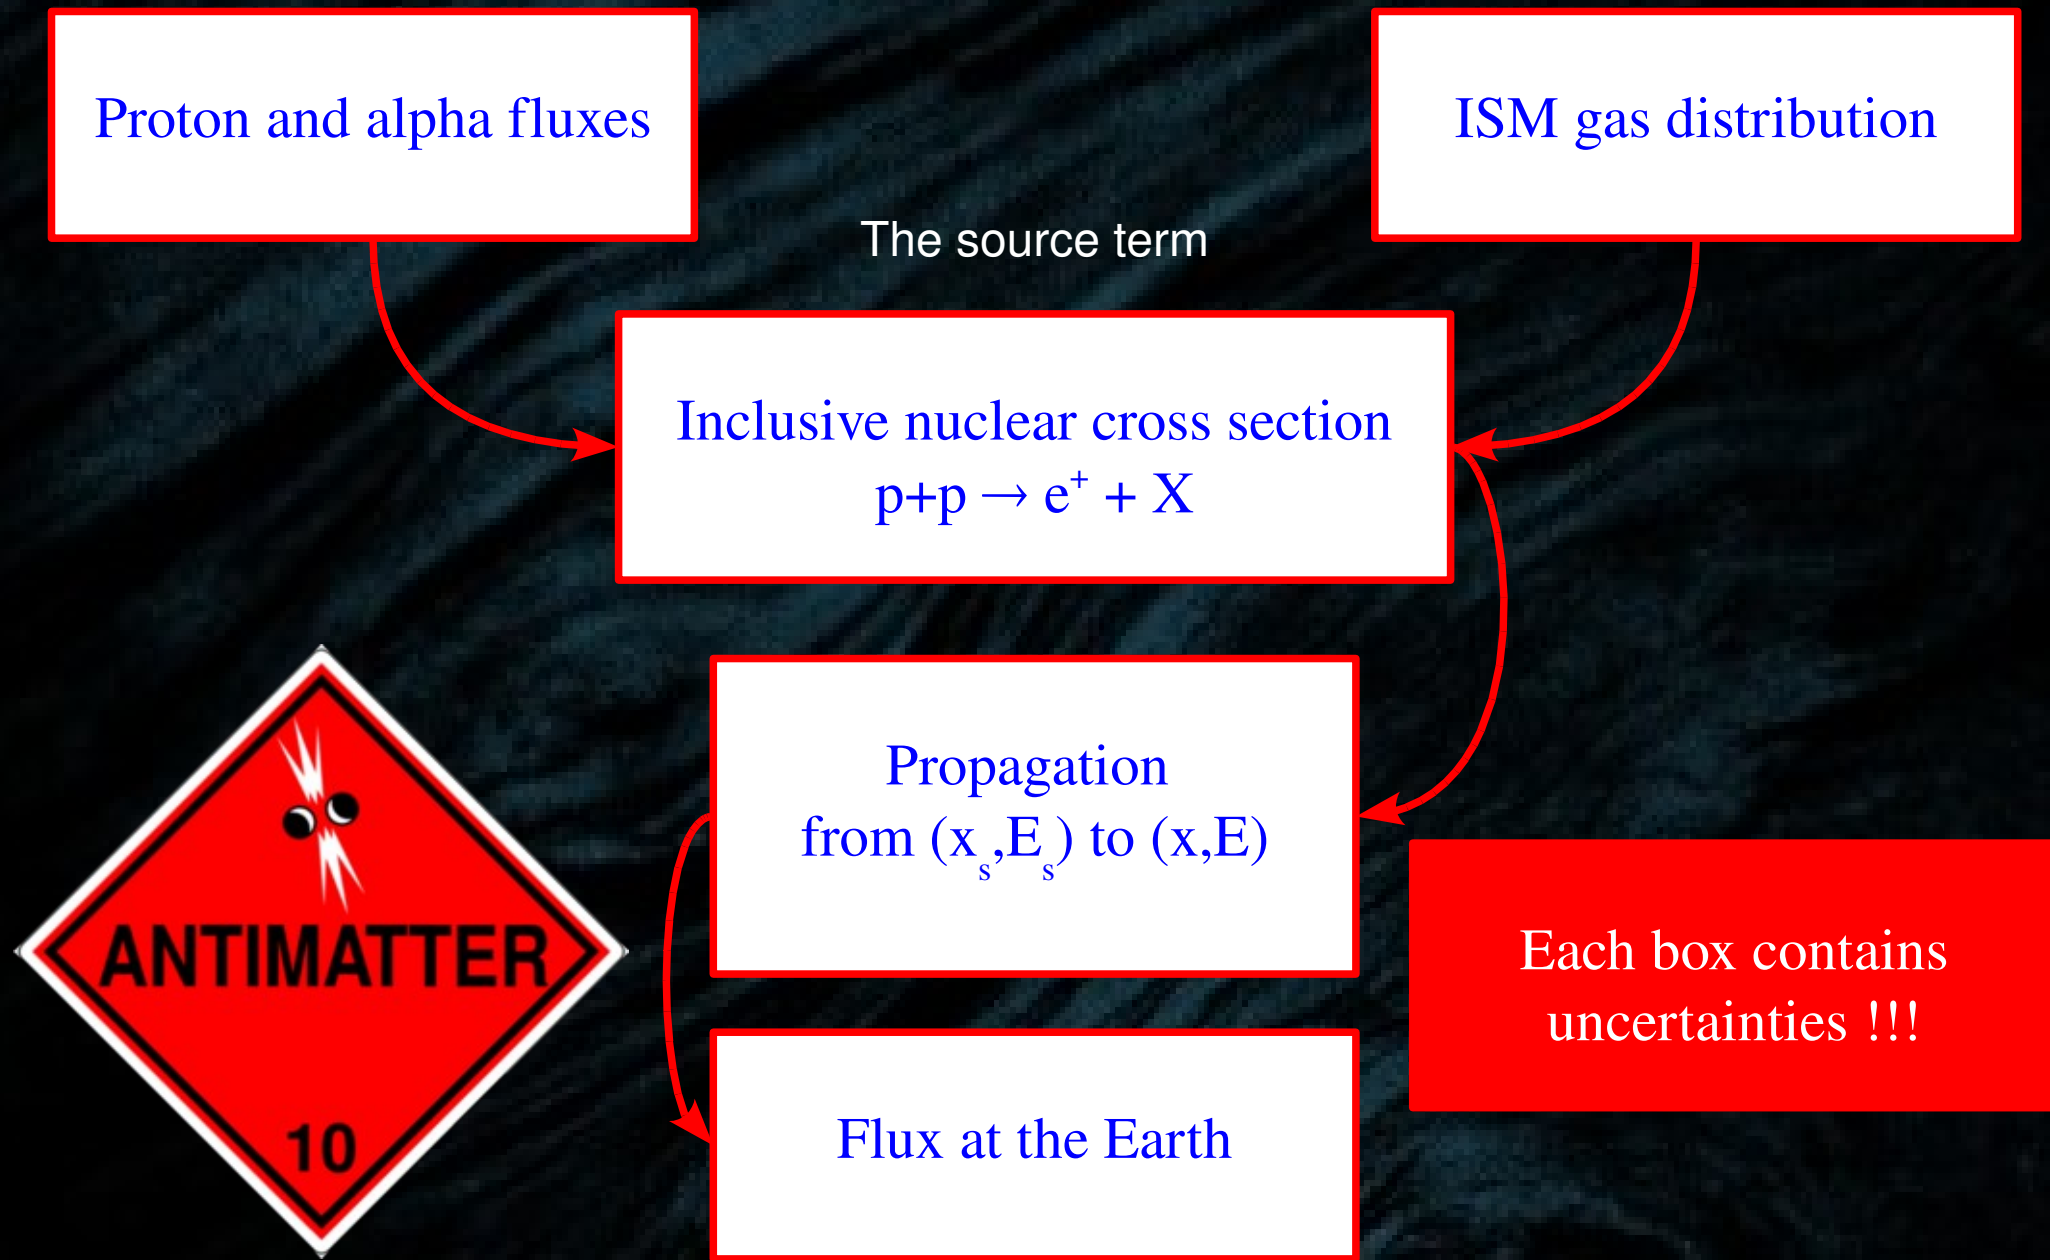 Proton and alpha fluxes
ISM gas distribution
The source term
Inclusive nuclear cross section
p+p → e⁺ + X
Propagation
from (xₛ,Eₛ) to (x,E)
ANTIMATTER
10
Each box contains
uncertainties !!!
Flux at the Earth